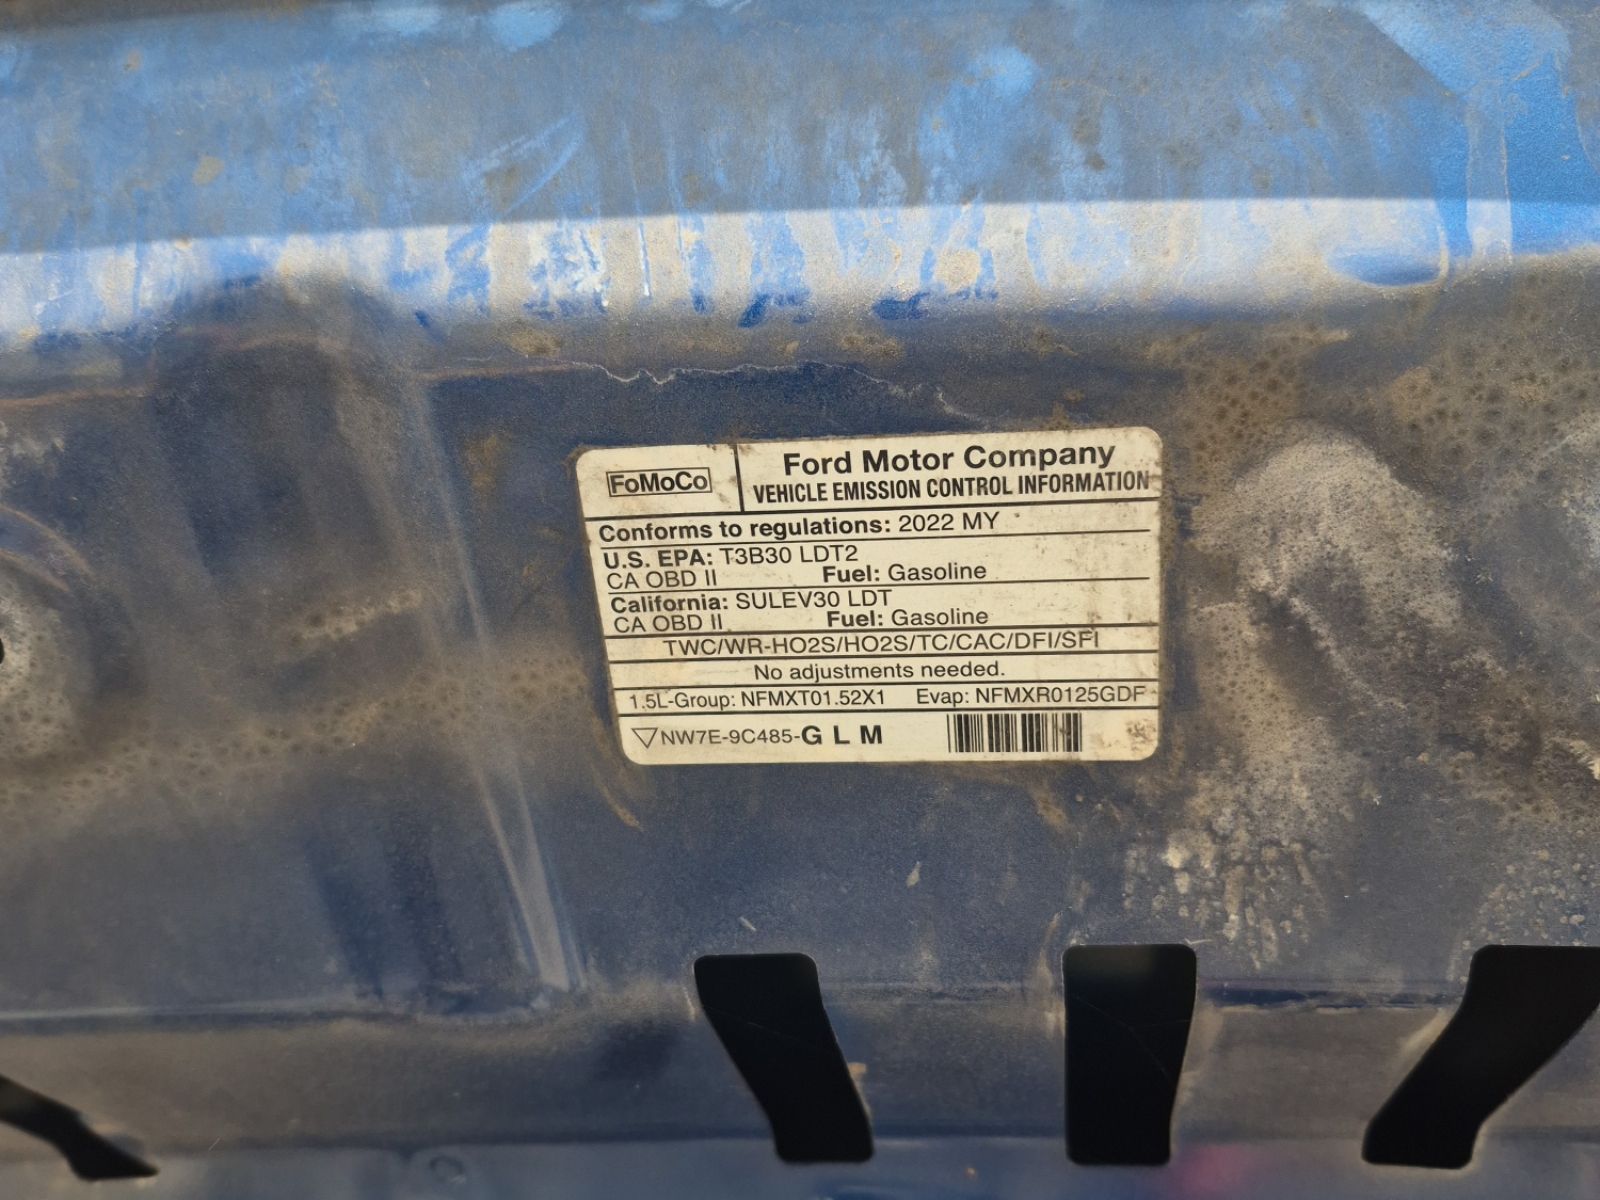 FoMoCo
Ford Motor Company
VEHICLE EMISSION CONTROL INFORMATION
Conforms to regulations: 2022 MY
U.S. EPA: T3B30 LDT2
CA OBD II Fuel: Gasoline
California: SULEV30 LDT
CA OBD II Fuel: Gasoline
TWC/WR-HO2S/HO2S/TC/CAC/DFI/SFI
No adjustments needed.
1.5L-Group: NFMXT01.52X1 Evap: NFMXR0125GDF
▽NW7E-9C485-G L M